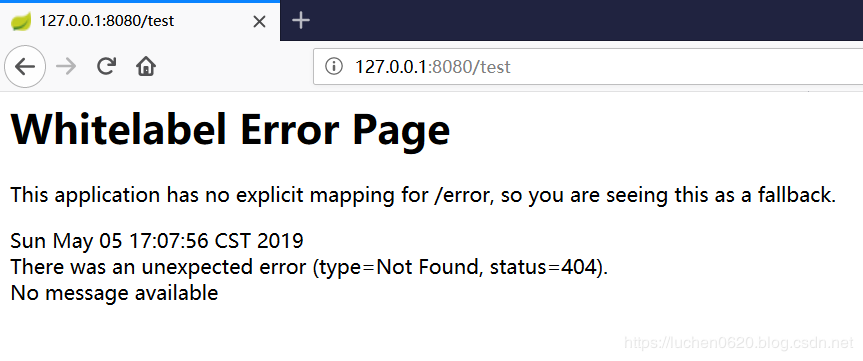 127.0.0.1:8080/test
127.0.0.1:8080/test
Whitelabel Error Page
This application has no explicit mapping for /error, so you are seeing this as a fallback.
Sun May 05 17:07:56 CST 2019
There was an unexpected error (type=Not Found, status=404).
No message available
https://luchen0620.blog.csdn.net